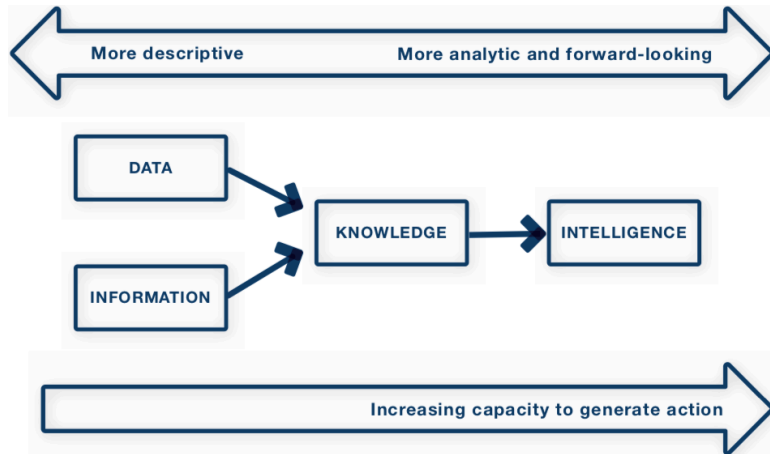 More descriptive
More analytic and forward-looking
DATA
KNOWLEDGE
INTELLIGENCE
INFORMATION
Increasing capacity to generate action